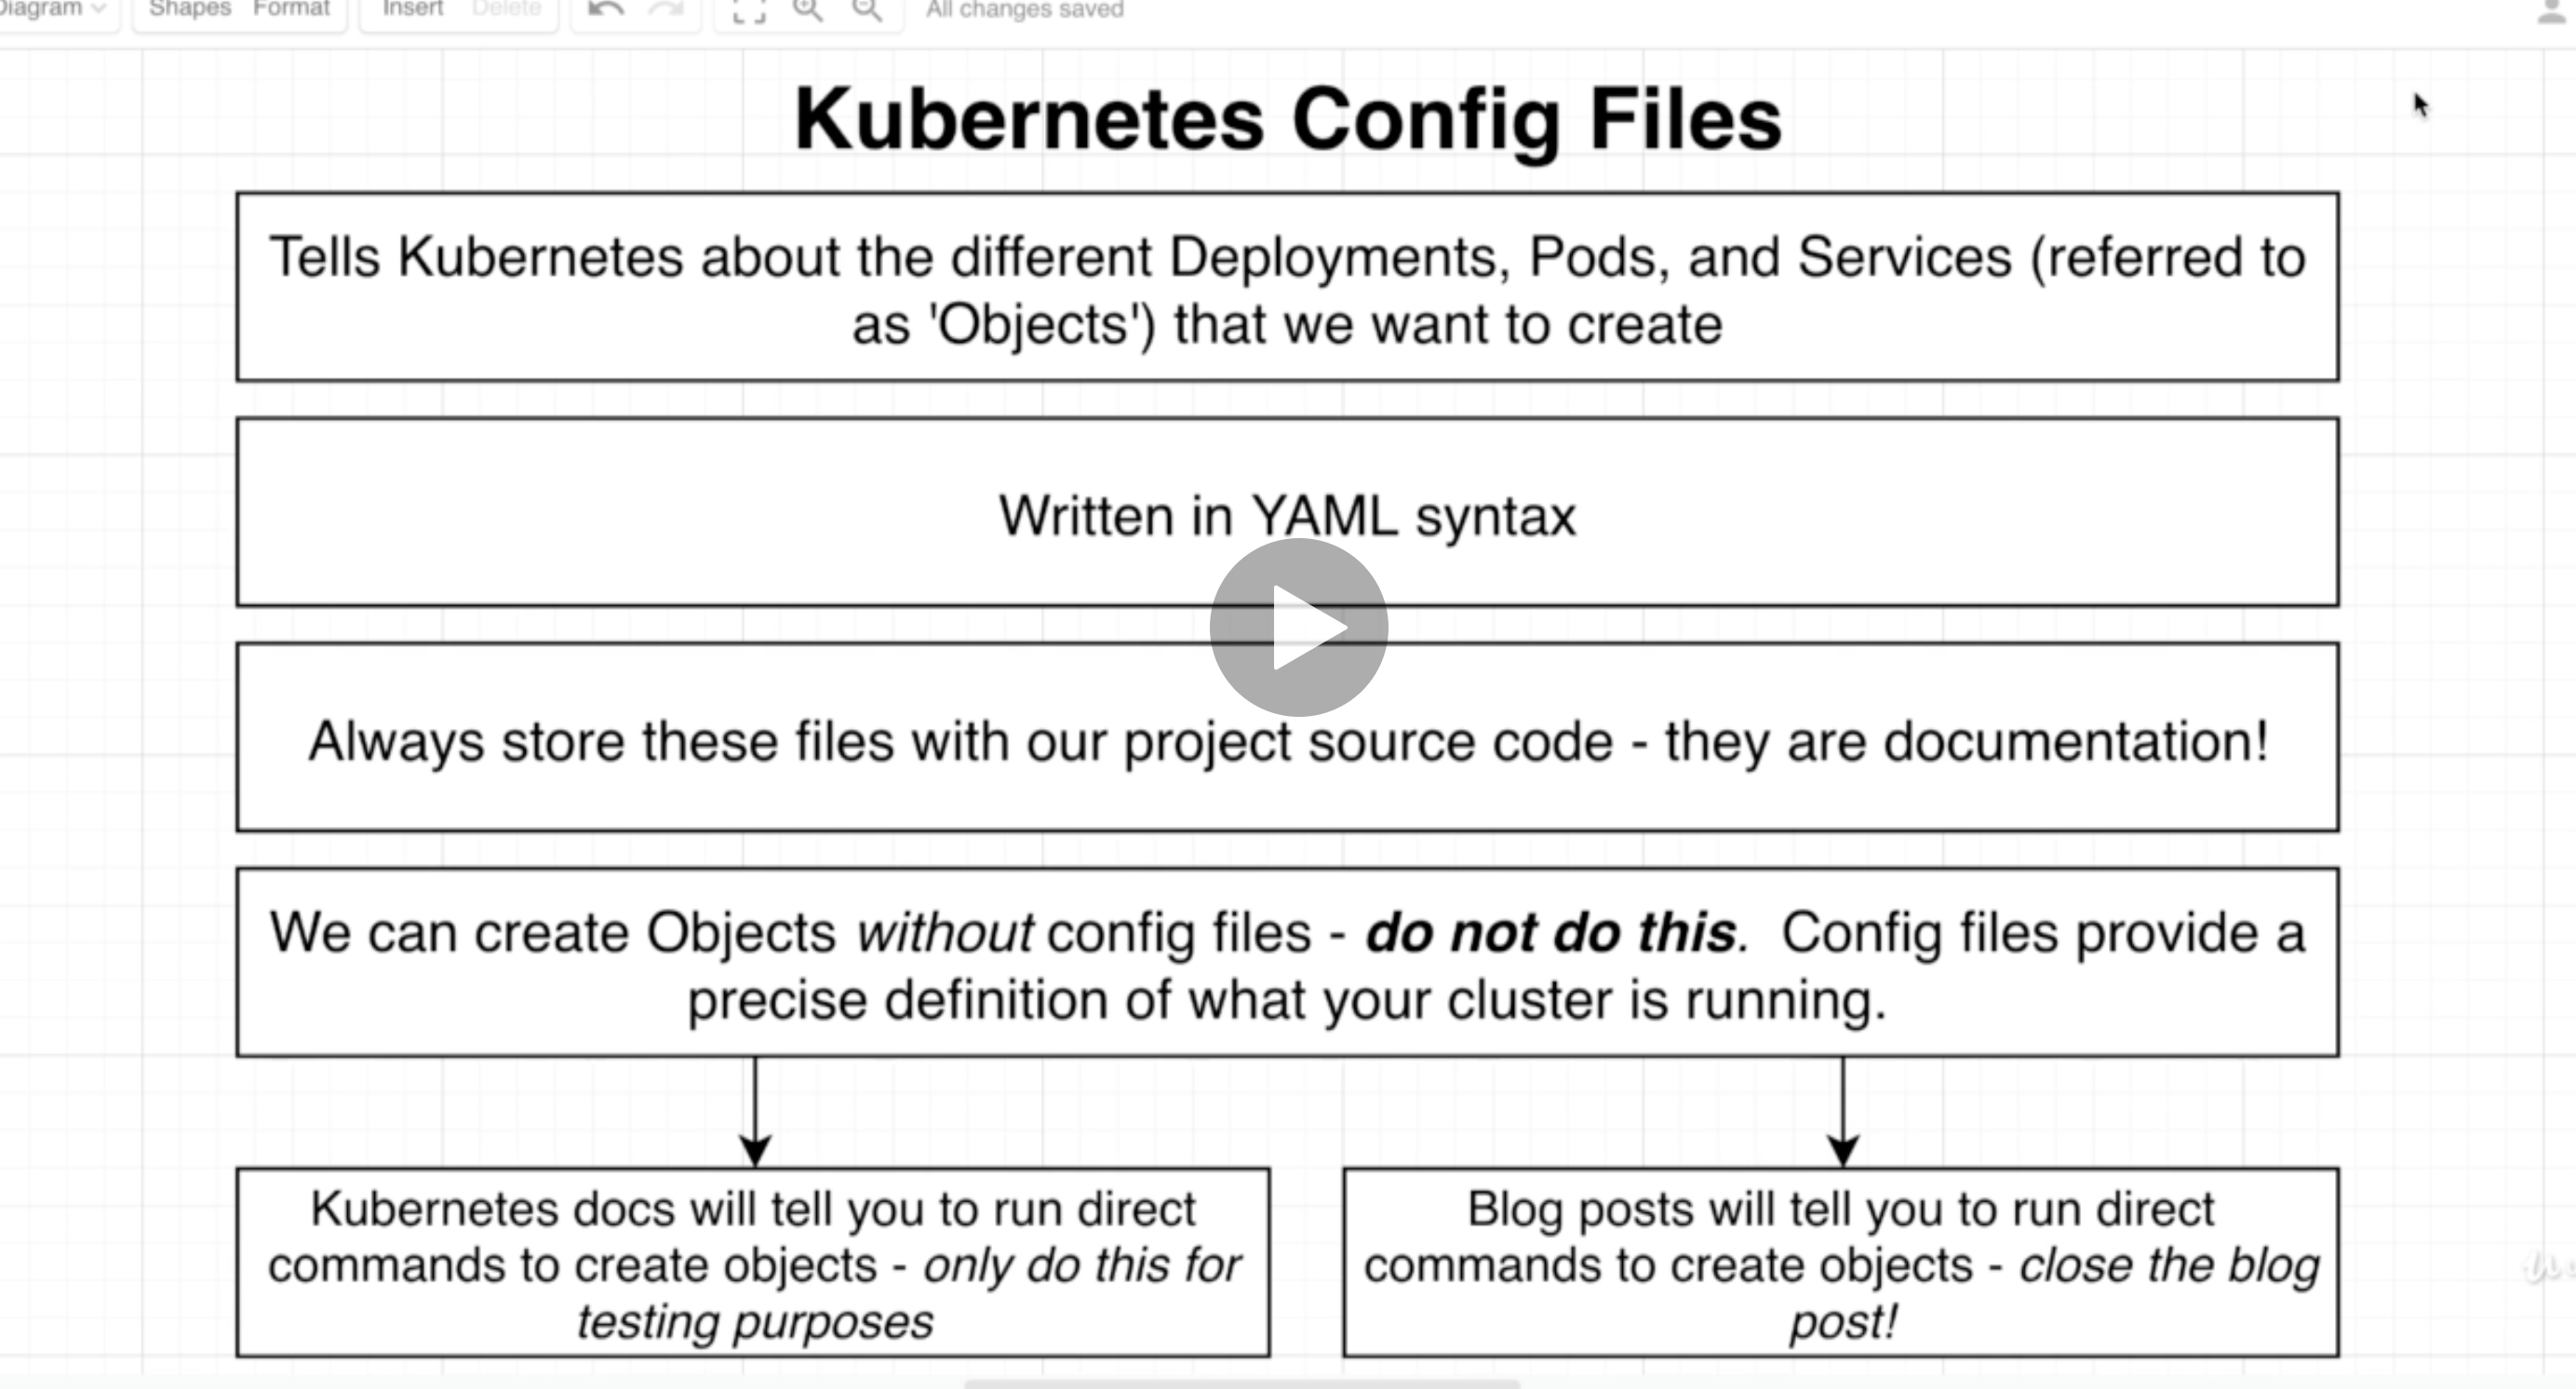 Diagram Shapes Format Insert Delete All changes saved
Kubernetes Config Files
Tells Kubernetes about the different Deployments, Pods, and Services (referred to
as 'Objects') that we want to create
Written in YAML syntax
Always store these files with our project source code - they are documentation!
We can create Objects without config files - do not do this.  Config files provide a
precise definition of what your cluster is running.
Kubernetes docs will tell you to run direct
commands to create objects - only do this for
testing purposes
Blog posts will tell you to run direct
commands to create objects - close the blog
post!